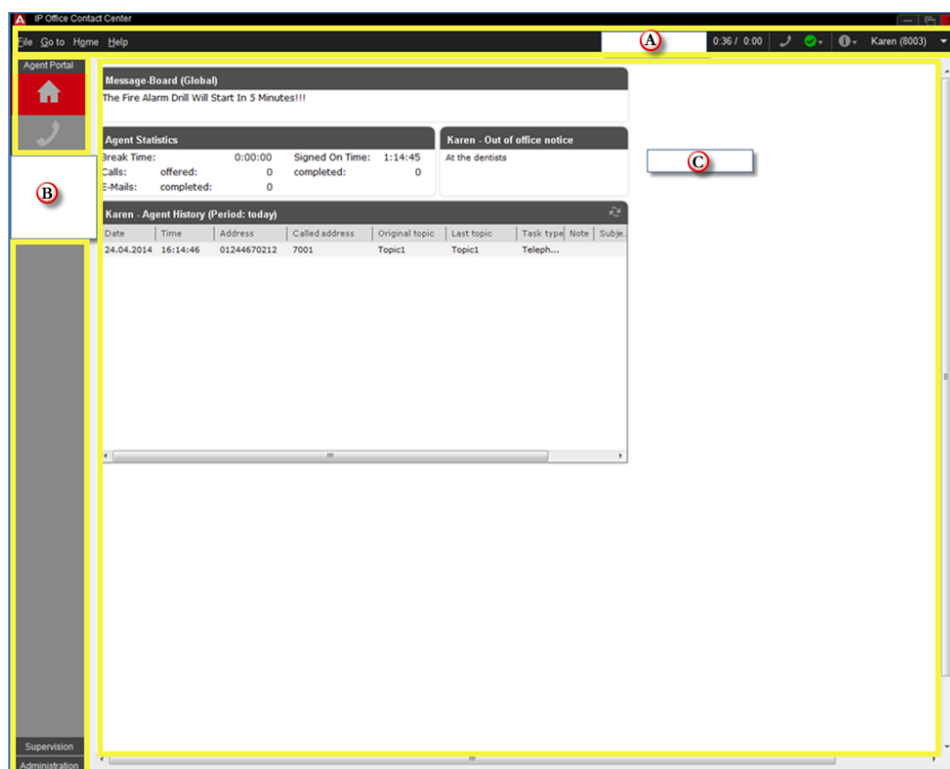 IP Office Contact Center
File Go to Home Help A 0:36 / 0:00 Karen (8003)
Agent Portal
Message-Board (Global)
The Fire Alarm Drill Will Start In 5 Minutes!!!
Agent Statistics
Break Time: 0:00:00 Signed On Time: 1:14:45
Calls: offered: 0 completed: 0
E-Mails: completed: 0
Karen - Out of office notice
At the dentists
C
B
Karen - Agent History (Period: today)
Date Time Address Called address Original topic Last topic Task type Note Subje..
24.04.2014 16:14:46 01244670212 7001 Topic1 Topic1 Teleph...
Supervision
Administration